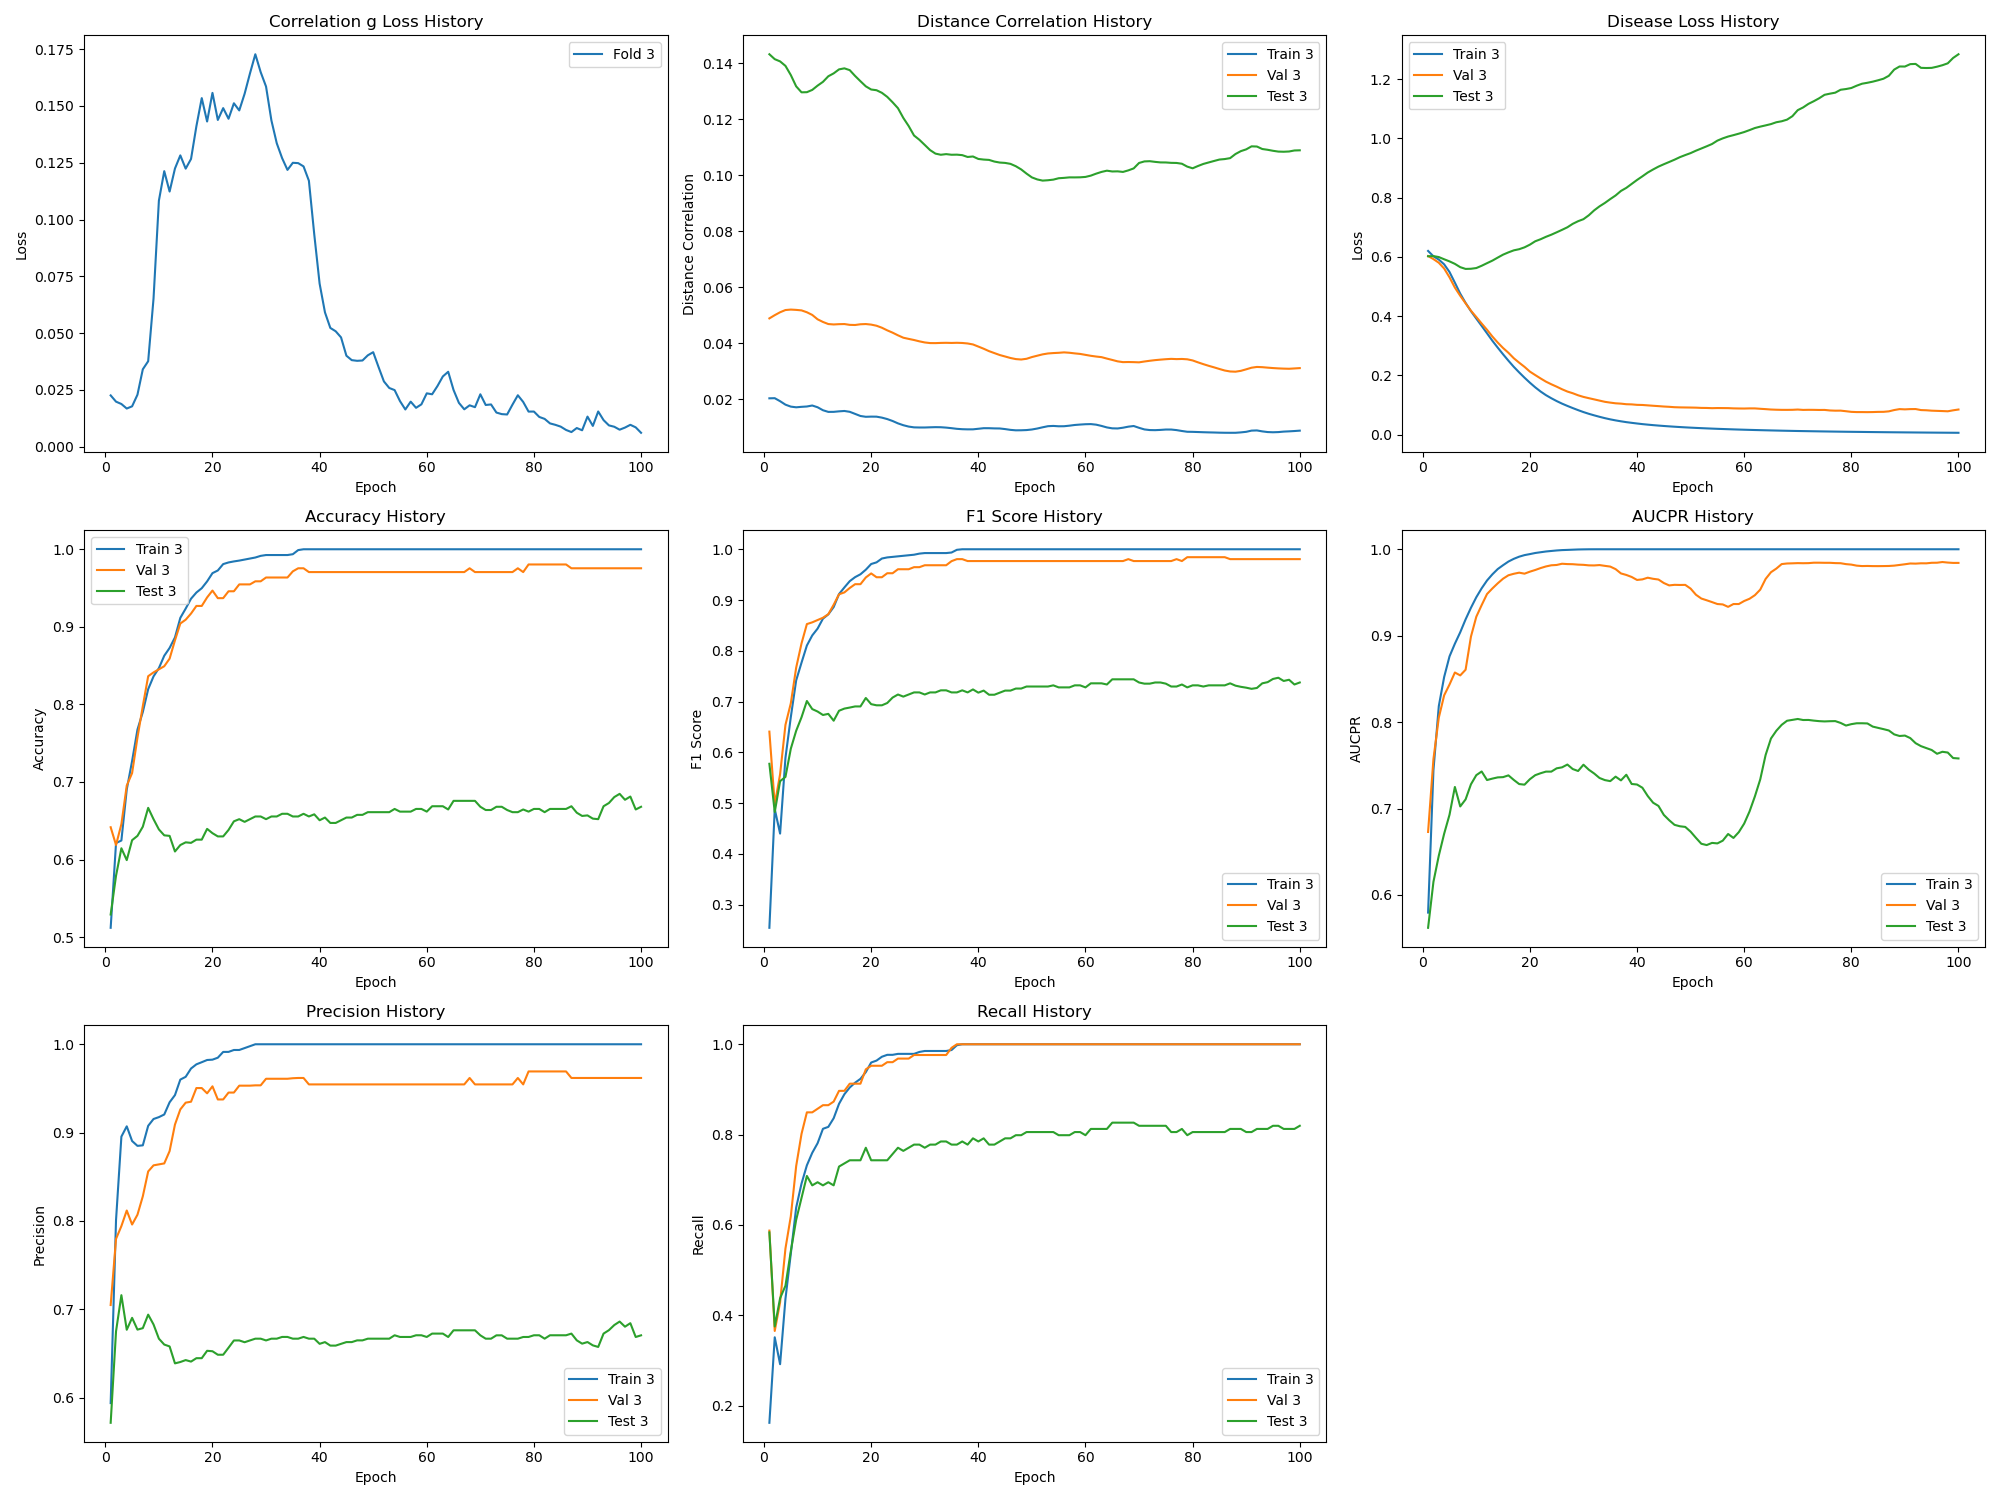 Correlation g Loss History
Loss
0.175
0.150
0.125
0.100
0.075
0.050
0.025
0.000
0 20 40 60 80 100
Epoch
Fold 3
Distance Correlation History
Distance Correlation
0.14
0.12
0.10
0.08
0.06
0.04
0.02
0 20 40 60 80 100
Epoch
Train 3
Val 3
Test 3
Disease Loss History
Loss
1.2
1.0
0.8
0.6
0.4
0.2
0.0
0 20 40 60 80 100
Epoch
Train 3
Val 3
Test 3
Accuracy History
Accuracy
1.0
0.9
0.8
0.7
0.6
0.5
0 20 40 60 80 100
Epoch
Train 3
Val 3
Test 3
F1 Score History
F1 Score
1.0
0.9
0.8
0.7
0.6
0.5
0.4
0.3
0 20 40 60 80 100
Epoch
Train 3
Val 3
Test 3
AUCPR History
AUCPR
1.0
0.9
0.8
0.7
0.6
0 20 40 60 80 100
Epoch
Train 3
Val 3
Test 3
Precision History
Precision
1.0
0.9
0.8
0.7
0.6
0 20 40 60 80 100
Epoch
Train 3
Val 3
Test 3
Recall History
Recall
1.0
0.8
0.6
0.4
0.2
0 20 40 60 80 100
Epoch
Train 3
Val 3
Test 3